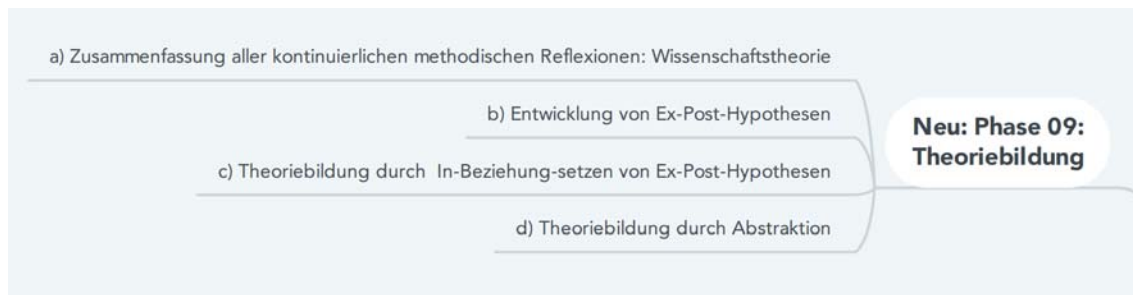 a) Zusammenfassung aller kontinuierlichen methodischen Reflexionen: Wissenschaftstheorie
b) Entwicklung von Ex-Post-Hypothesen
c) Theoriebildung durch In-Beziehung-setzen von Ex-Post-Hypothesen
d) Theoriebildung durch Abstraktion
Neu: Phase 09:
Theoriebildung